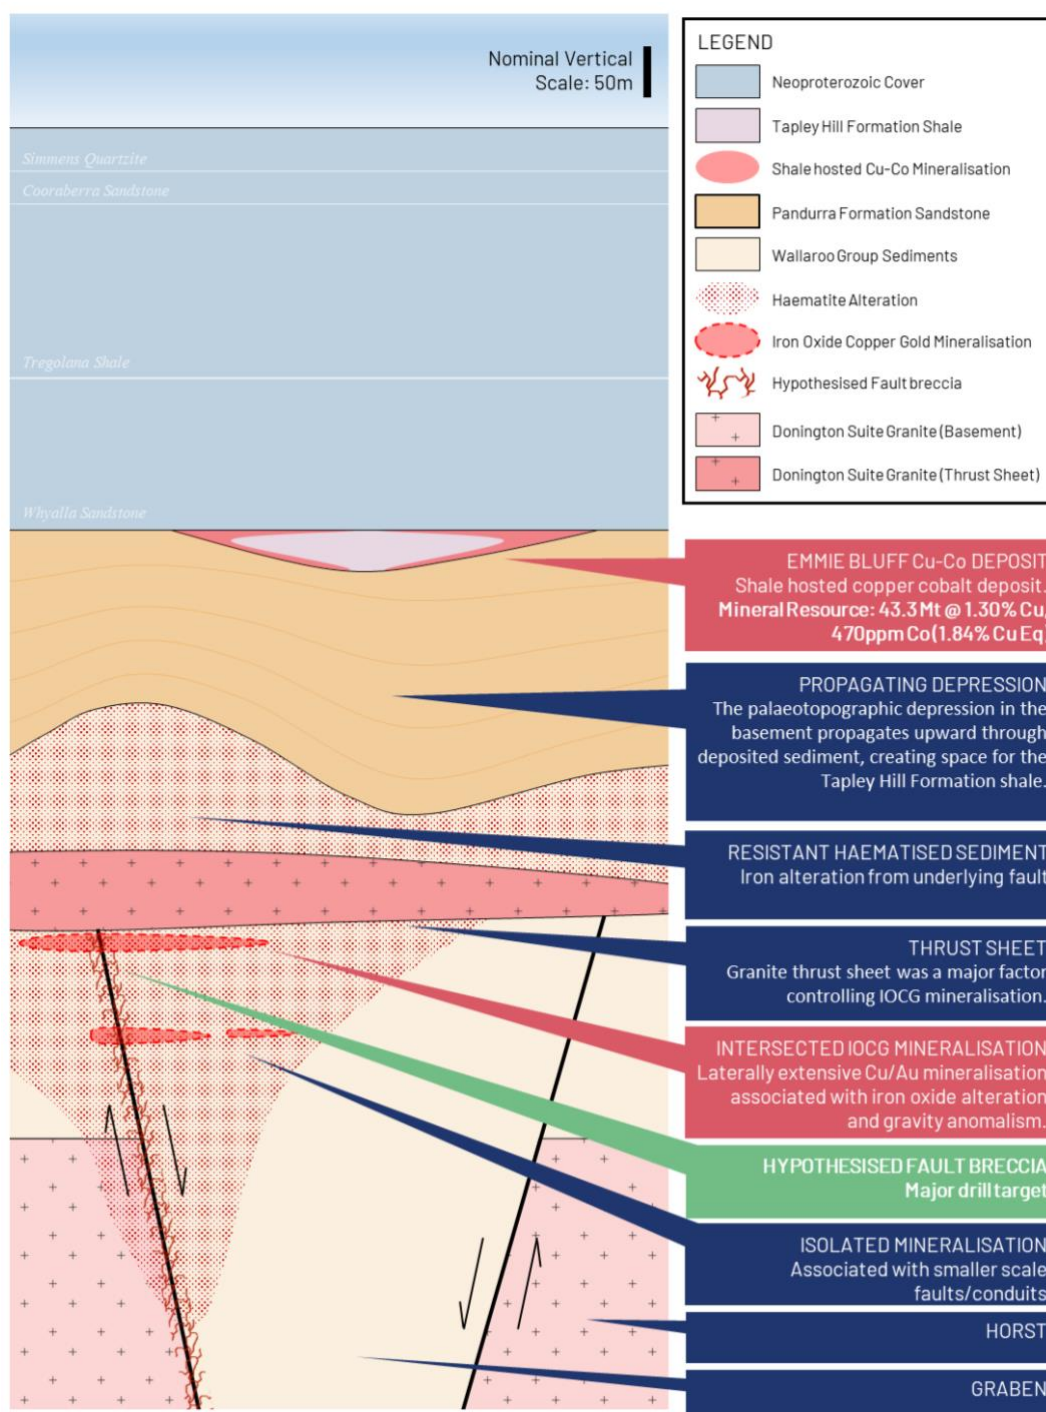 Nominal Vertical
Scale: 50m
Simmens Quartzite
Cooraberra Sandstone
Tregolana Shale
Whyalla Sandstone
LEGEND
Neoproterozoic Cover
Tapley Hill Formation Shale
Shale hosted Cu-Co Mineralisation
Pandurra Formation Sandstone
Wallaroo Group Sediments
Haematite Alteration
Iron Oxide Copper Gold Mineralisation
Hypothesised Fault breccia
Donington Suite Granite (Basement)
Donington Suite Granite (Thrust Sheet)
EMMIE BLUFF Cu-Co DEPOSIT
Shale hosted copper cobalt deposit.
Mineral Resource: 43.3 Mt @ 1.30% Cu,
470ppm Co (1.84% Cu Eq)
PROPAGATING DEPRESSION
The palaeotopographic depression in the
basement propagates upward through
deposited sediment, creating space for the
Tapley Hill Formation shale.
RESISTANT HAEMATISED SEDIMENT
Iron alteration from underlying fault
THRUST SHEET
Granite thrust sheet was a major factor
controlling IOCG mineralisation.
INTERSECTED IOCG MINERALISATION
Laterally extensive Cu/Au mineralisation
associated with iron oxide alteration
and gravity anomalism.
HYPOTHESISED FAULT BRECCIA
Major drill target
ISOLATED MINERALISATION
Associated with smaller scale
faults/conduits
HORST
GRABEN